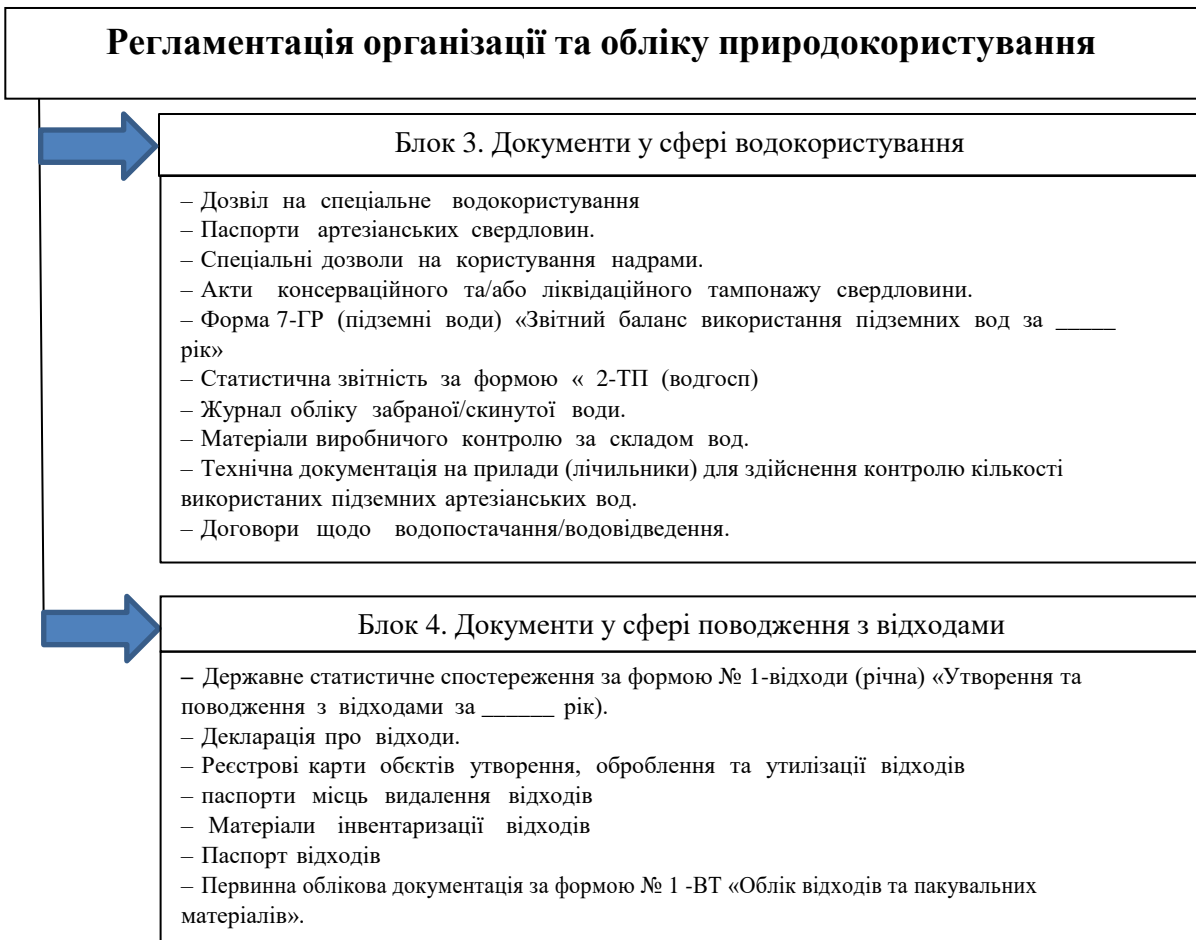 Регламентація організації та обліку природокористування
Блок 3. Документи у сфері водокористування
– Дозвіл на спеціальне водокористування
– Паспорти артезіанських свердловин.
– Спеціальні дозволи на користування надрами.
– Акти консерваційного та/або ліквідаційного тампонажу свердловини.
– Форма 7-ГР (підземні води) «Звітний баланс використання підземних вод за _____
рік»
– Статистична звітність за формою « 2-ТП (водгосп)
– Журнал обліку забраної/скинутої води.
– Матеріали виробничого контролю за складом вод.
– Технічна документація на прилади (лічильники) для здійснення контролю кількості
використаних підземних артезіанських вод.
– Договори щодо водопостачання/водовідведення.
Блок 4. Документи у сфері поводження з відходами
– Державне статистичне спостереження за формою № 1-відходи (річна) «Утворення та
поводження з відходами за ______ рік).
– Декларація про відходи.
– Реєстрові карти обєктів утворення, оброблення та утилізації відходів
– паспорти місць видалення відходів
– Матеріали інвентаризації відходів
– Паспорт відходів
– Первинна облікова документація за формою № 1 -ВТ «Облік відходів та пакувальних
матеріалів».